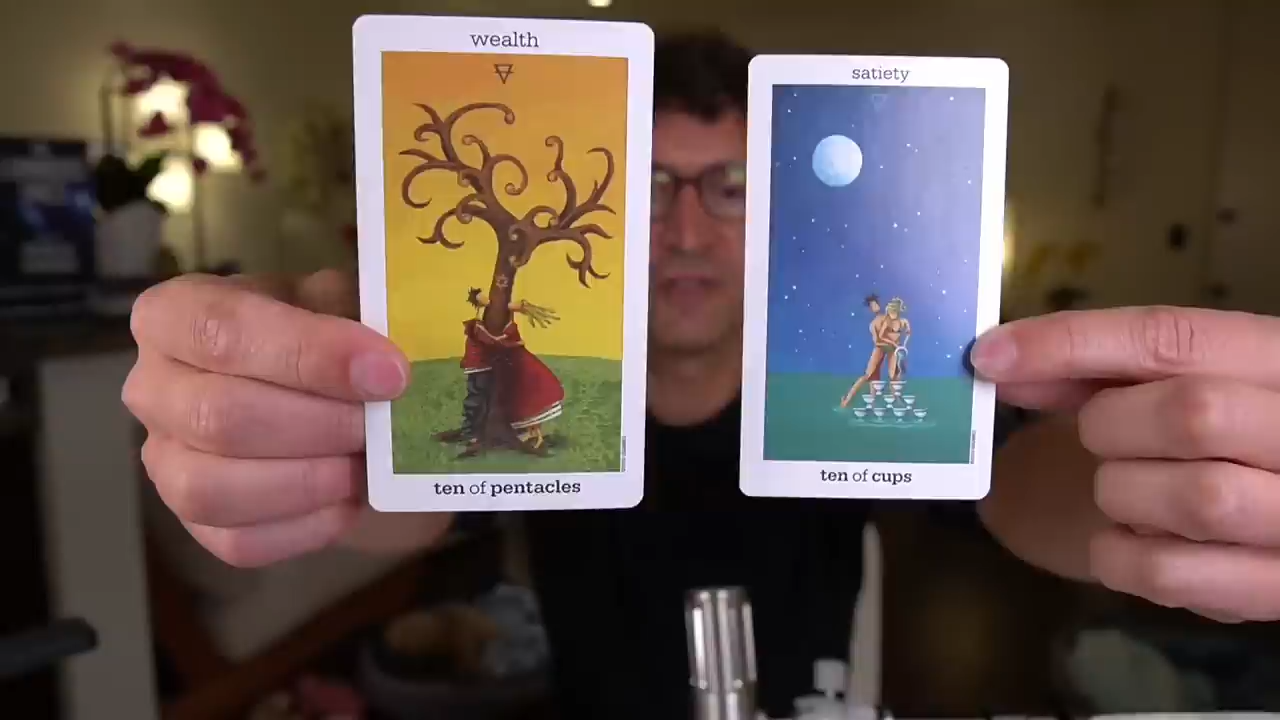 wealth
ten of pentacles
satiety
ten of cups